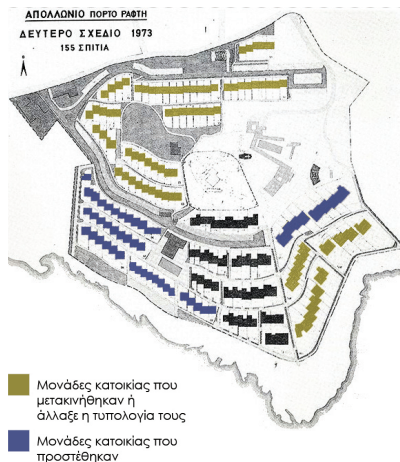 ΑΠΟΛΛΩΝΙΟ ΠΟΡΤΟ ΡΑΦΤΗ
ΔΕΥΤΕΡΟ ΣΧΕΔΙΟ 1973
155 ΣΠΙΤΙΑ
Μονάδες κατοικίας που
μετακινήθηκαν ή
άλλαξε η τυπολογία τους
Μονάδες κατοικίας που
προστέθηκαν